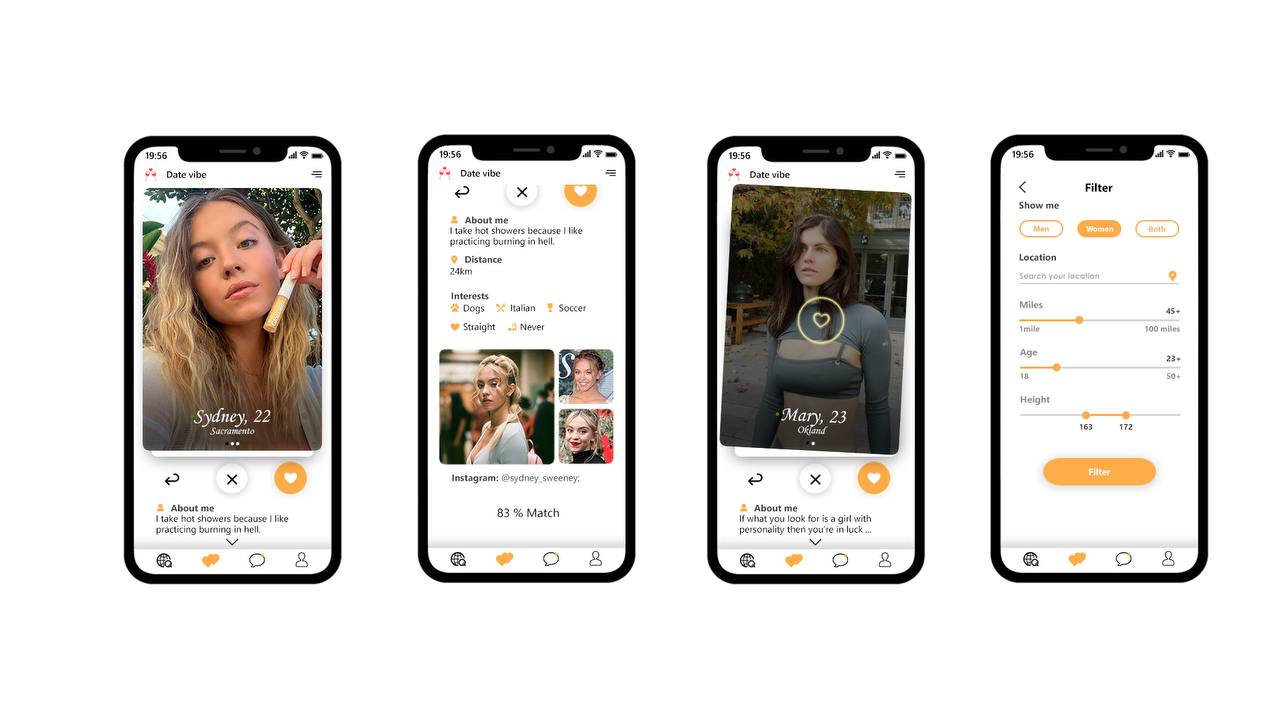 19:56
Date vibe
Sydney, 22
Sacramento
About me
I take hot showers because I like
practicing burning in hell.
19:56
Date vibe
About me
I take hot showers because I like
practicing burning in hell.
Distance
24km
Interests
Dogs Italian Soccer
Straight Never
Instagram: @sydney_sweeney;
83 % Match
19:56
Date vibe
Mary, 23
Okland
About me
If what you look for is a girl with
personality then you're in luck ...
19:56
Filter
Show me
Men Women Both
Location
Search your location
Miles
45+
1mile 100 miles
Age
23+
18 50+
Height
163 172
Filter